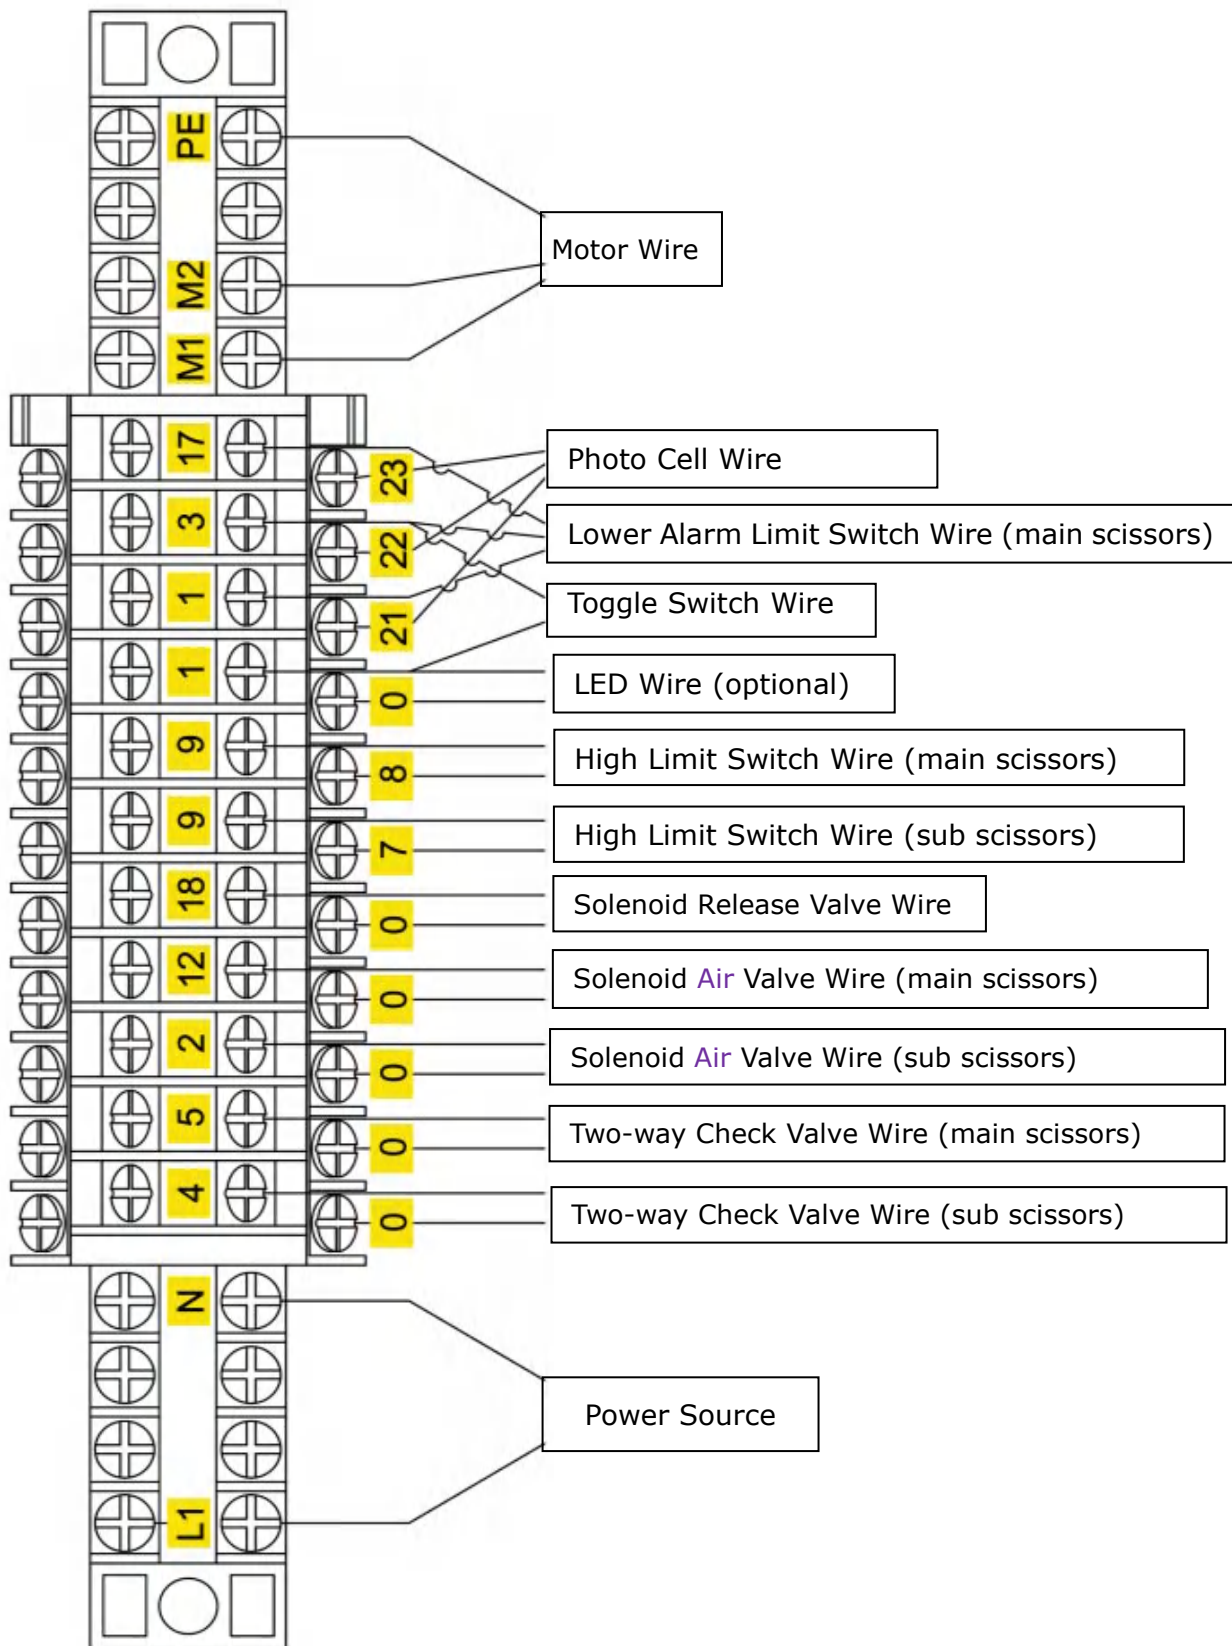 PE
Motor Wire
M2
M1
17
23
Photo Cell Wire
3
22
Lower Alarm Limit Switch Wire (main scissors)
1
21
Toggle Switch Wire
1
0
LED Wire (optional)
9
8
High Limit Switch Wire (main scissors)
9
7
High Limit Switch Wire (sub scissors)
18
0
Solenoid Release Valve Wire
12
0
Solenoid Air Valve Wire (main scissors)
2
0
Solenoid Air Valve Wire (sub scissors)
5
0
Two-way Check Valve Wire (main scissors)
4
0
Two-way Check Valve Wire (sub scissors)
N
Power Source
L1